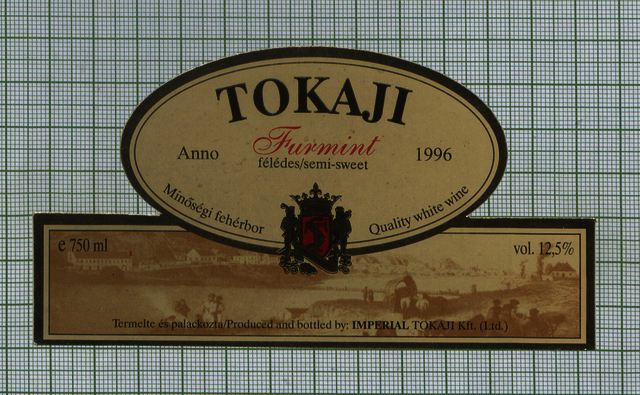 TOKAJI
Furmint
Anno 1996
félédes/semi-sweet
Minőségi fehérbor Quality white wine
e 750 ml vol. 12,5%
Termelte és palackozta/Produced and bottled by: IMPERIAL TOKAJI Kft. (Ltd.)